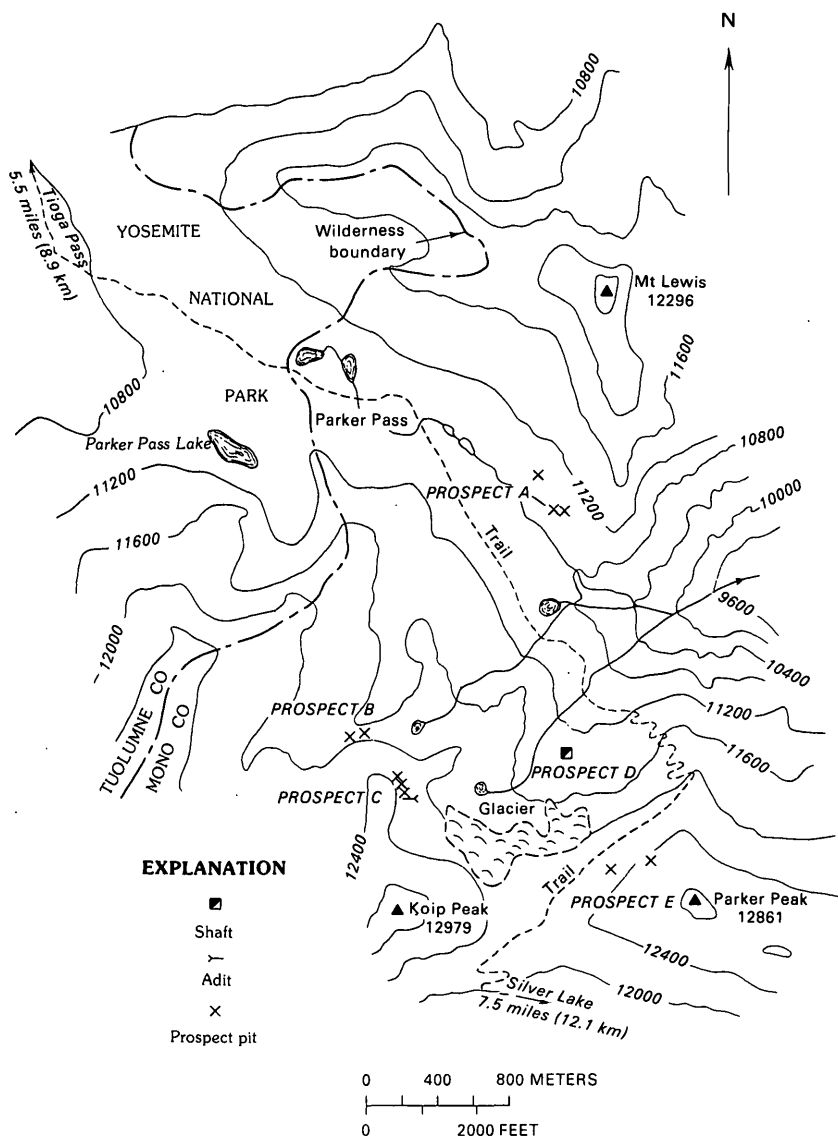 N
10800
Tioga Pass
5.5 miles (8.9 km)
YOSEMITE
Wilderness
boundary
NATIONAL
Mt Lewis
12296
11600
PARK
10800
Parker Pass
Parker Pass Lake
10800
11200
PROSPECT A
11200
10000
11600
Trail
9600
12000
10400
TUOLUMNE CO
MONO CO
PROSPECT B
11200
11600
PROSPECT D
PROSPECT C
Glacier
12400
EXPLANATION
Trail
Shaft
Koip Peak
12979
PROSPECT E
Parker Peak
12861
Adit
12400
12000
Silver Lake
7.5 miles (12.1 km)
Prospect pit
0 400 800 METERS
0 2000 FEET